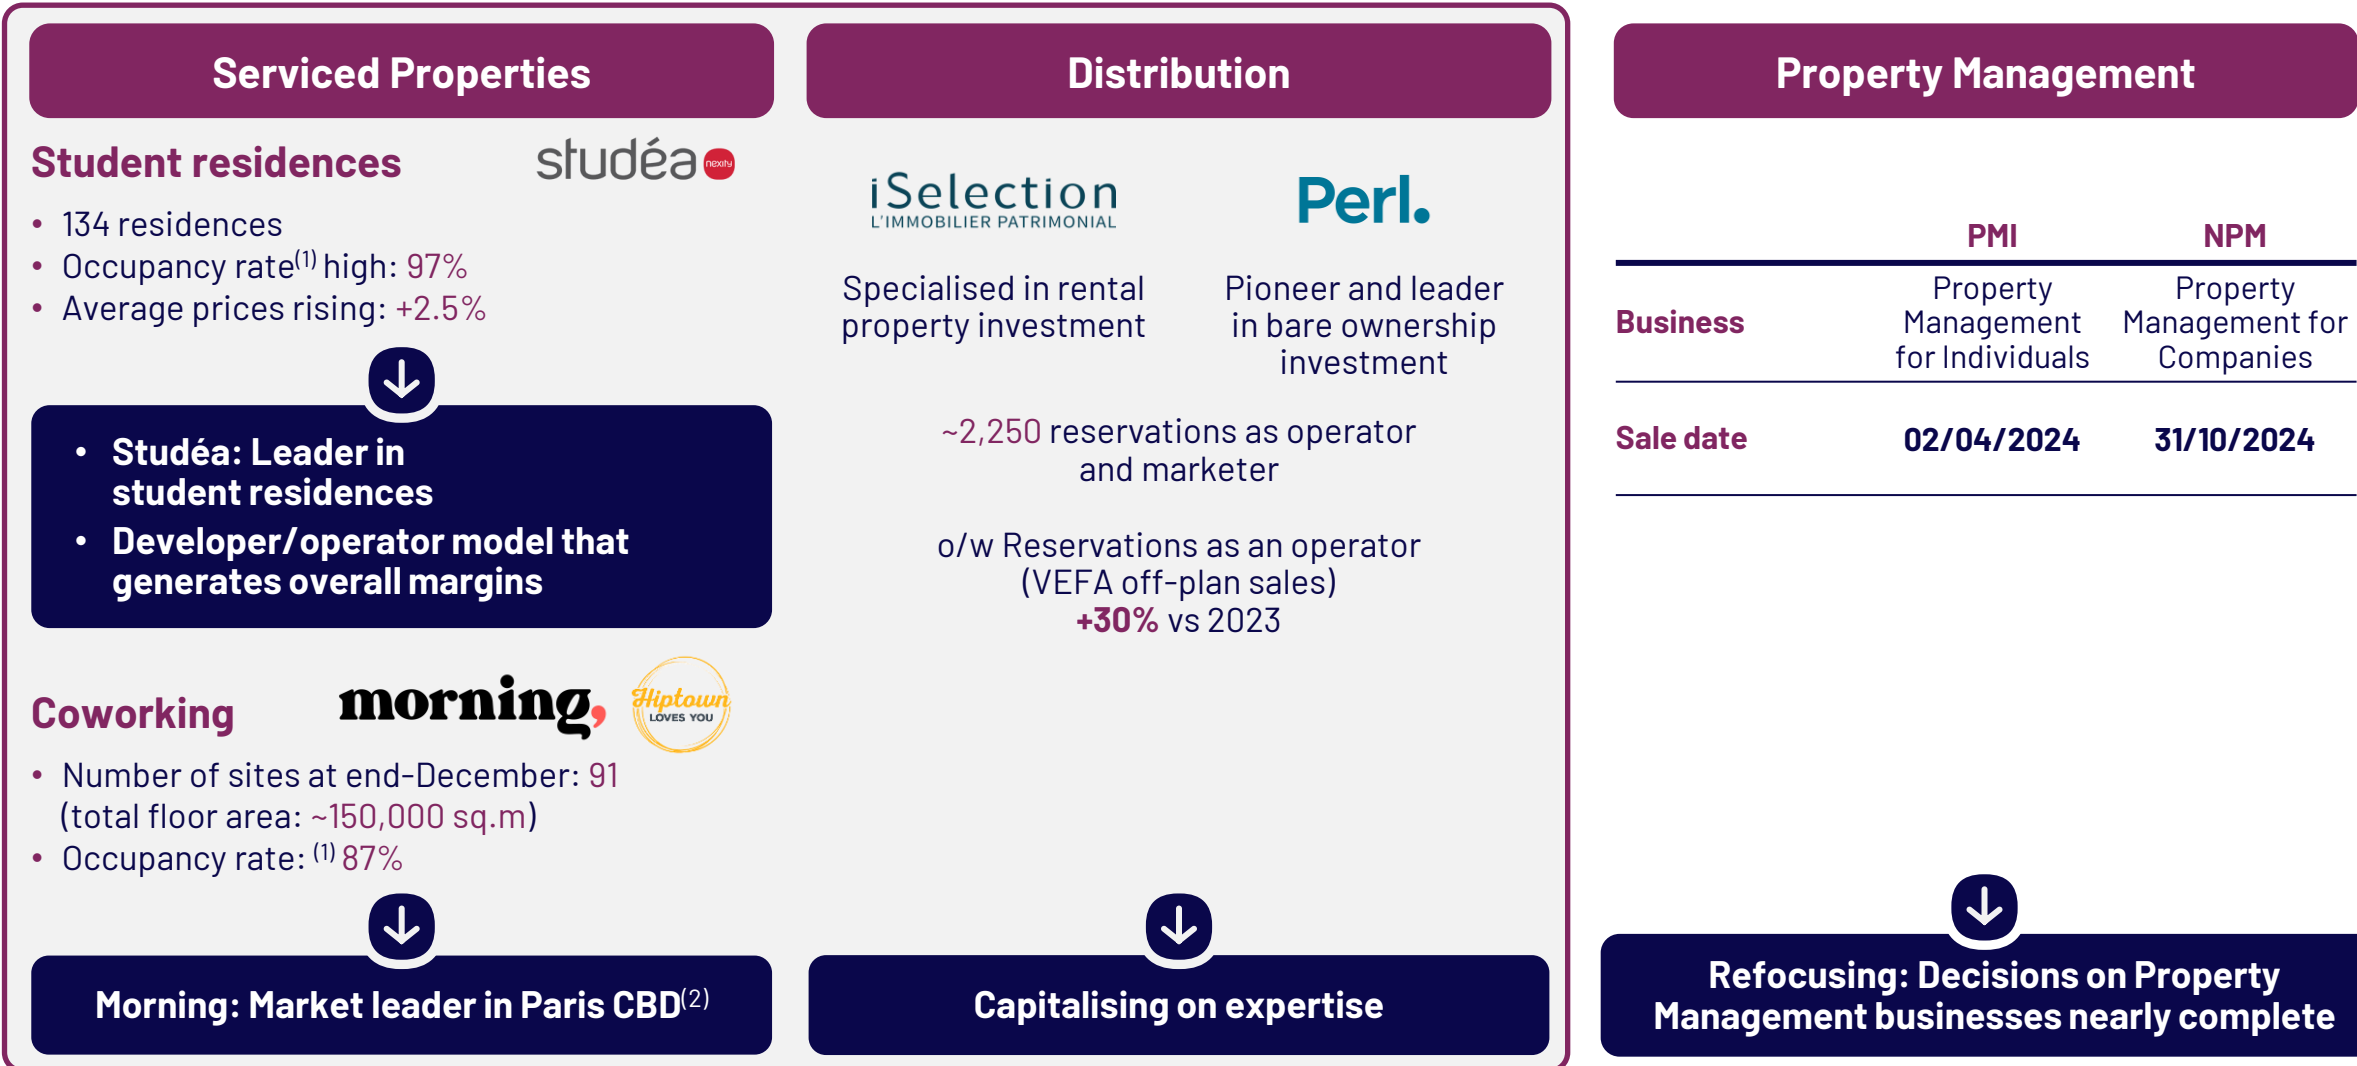 Serviced Properties
Student residences
studéa nexity
• 134 residences
• Occupancy rate(1) high: 97%
• Average prices rising: +2.5%
• Studéa: Leader in
student residences
• Developer/operator model that
generates overall margins
Coworking
morning,
Hiptown
LOVES YOU
• Number of sites at end-December: 91
(total floor area: ~150,000 sq.m)
• Occupancy rate: (1) 87%
Morning: Market leader in Paris CBD(2)
Distribution
iSelection
L'IMMOBILIER PATRIMONIAL
Specialised in rental
property investment
Perl.
Pioneer and leader
in bare ownership
investment
~2,250 reservations as operator
and marketer
o/w Reservations as an operator
(VEFA off-plan sales)
+30% vs 2023
Capitalising on expertise
Property Management
PMI NPM
Business
Property
Management
for Individuals
Property
Management for
Companies
Sale date 02/04/2024 31/10/2024
Refocusing: Decisions on Property
Management businesses nearly complete